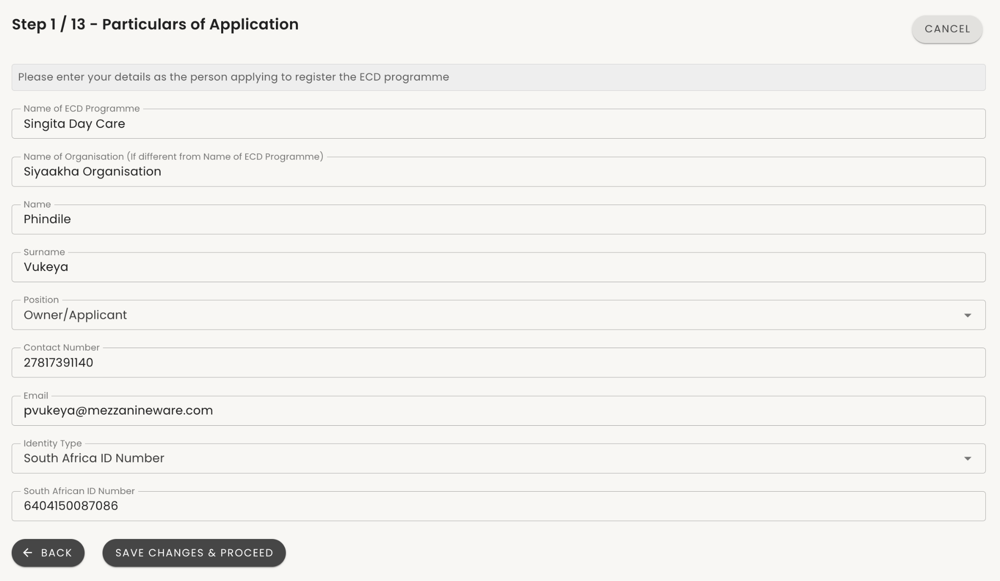 Step 1 / 13 - Particulars of Application
CANCEL
Please enter your details as the person applying to register the ECD programme
Name of ECD Programme
Singita Day Care
Name of Organisation (If different from Name of ECD Programme)
Siyaakha Organisation
Name
Phindile
Surname
Vukeya
Position
Owner/Applicant
Contact Number
27817391140
Email
pvukeya@mezzanineware.com
Identity Type
South Africa ID Number
South African ID Number
6404150087086
BACK
SAVE CHANGES & PROCEED